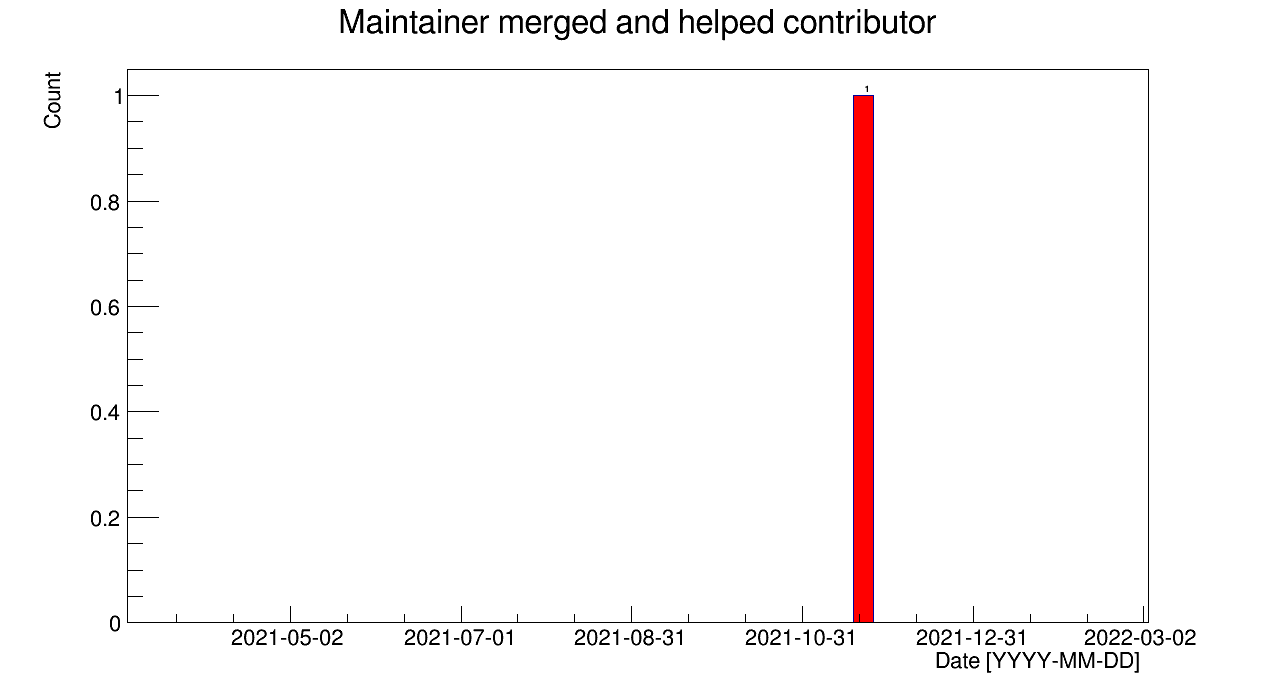 Maintainer merged and helped contributor
Count
1
1
0.8
0.6
0.4
0.2
0
2021-05-02 2021-07-01 2021-08-31 2021-10-31 2021-12-31 2022-03-02
Date [YYYY-MM-DD]